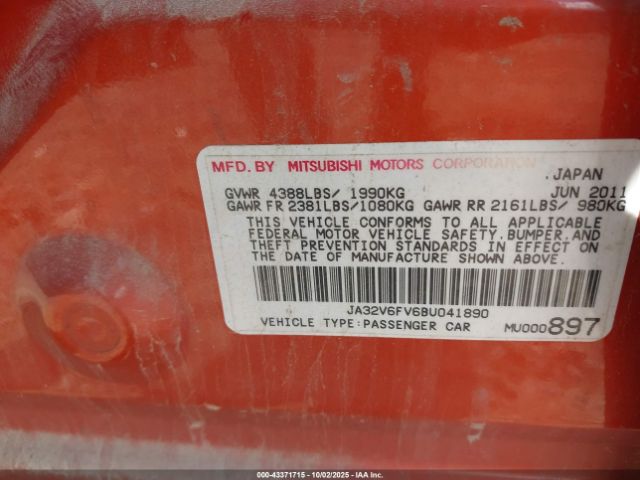 MFD. BY MITSUBISHI MOTORS CORPORATION
.JAPAN
GVWR 4388LBS/ 1990KG JUN 2011
GAWR FR 2381LBS/1080KG GAWR RR 2161LBS/ 980KG
THIS VEHICLE CONFORMS TO ALL APPLICABLE
FEDERAL MOTOR VEHICLE SAFETY, BUMPER, AND
THEFT PREVENTION STANDARDS IN EFFECT ON
THE DATE OF MANUFACTURE SHOWN ABOVE.
JA32V6FV6BU041890
VEHICLE TYPE: PASSENGER CAR MU000897
000-43371715 - 10/02/2025 - IAA Inc.